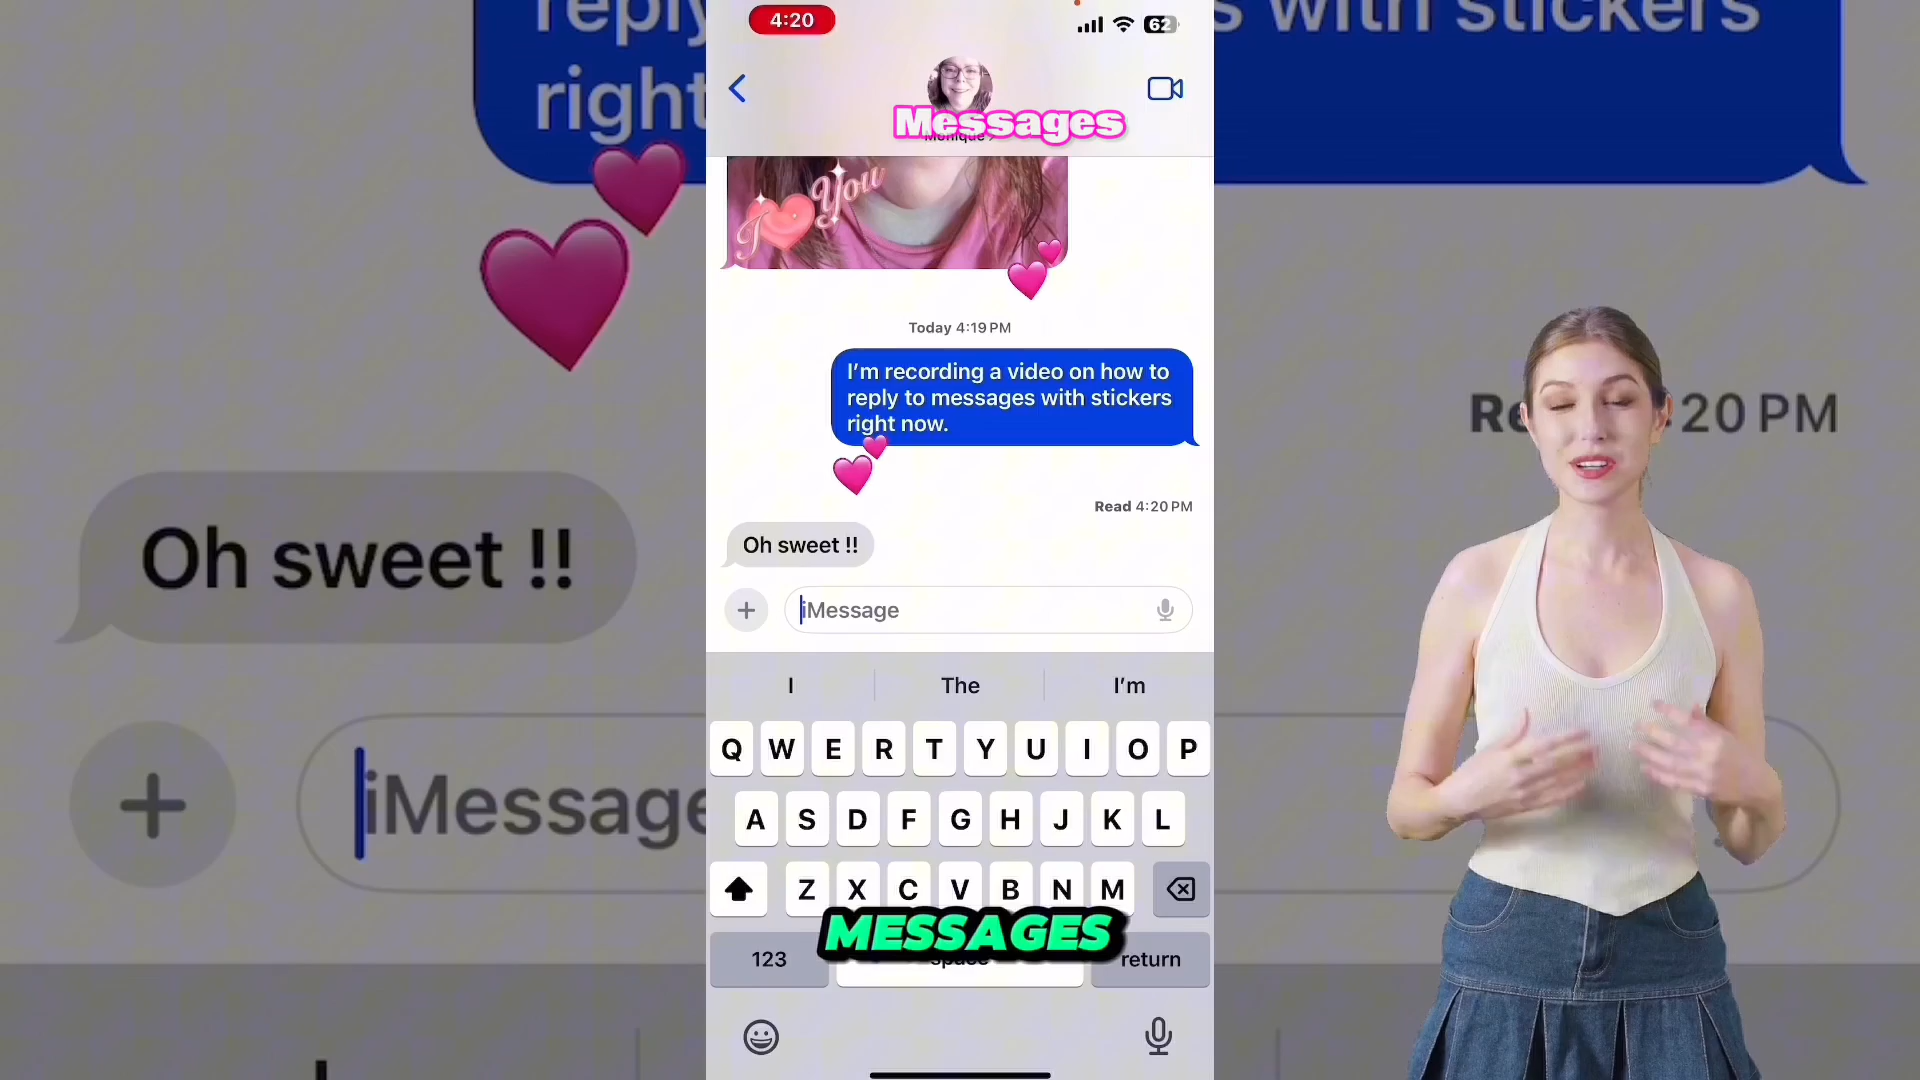 4:20
62
Messages
Monique
I ♥ You
Today 4:19 PM
I'm recording a video on how to
reply to messages with stickers
right now.
Read 4:20 PM
Oh sweet !!
iMessage
I The I'm
Q W E R T Y U I O P
A S D F G H J K L
Z X C V B N M
MESSAGES
123 space return
reply
s with stickers
right
20 PM
Oh sweet !!
iMessage